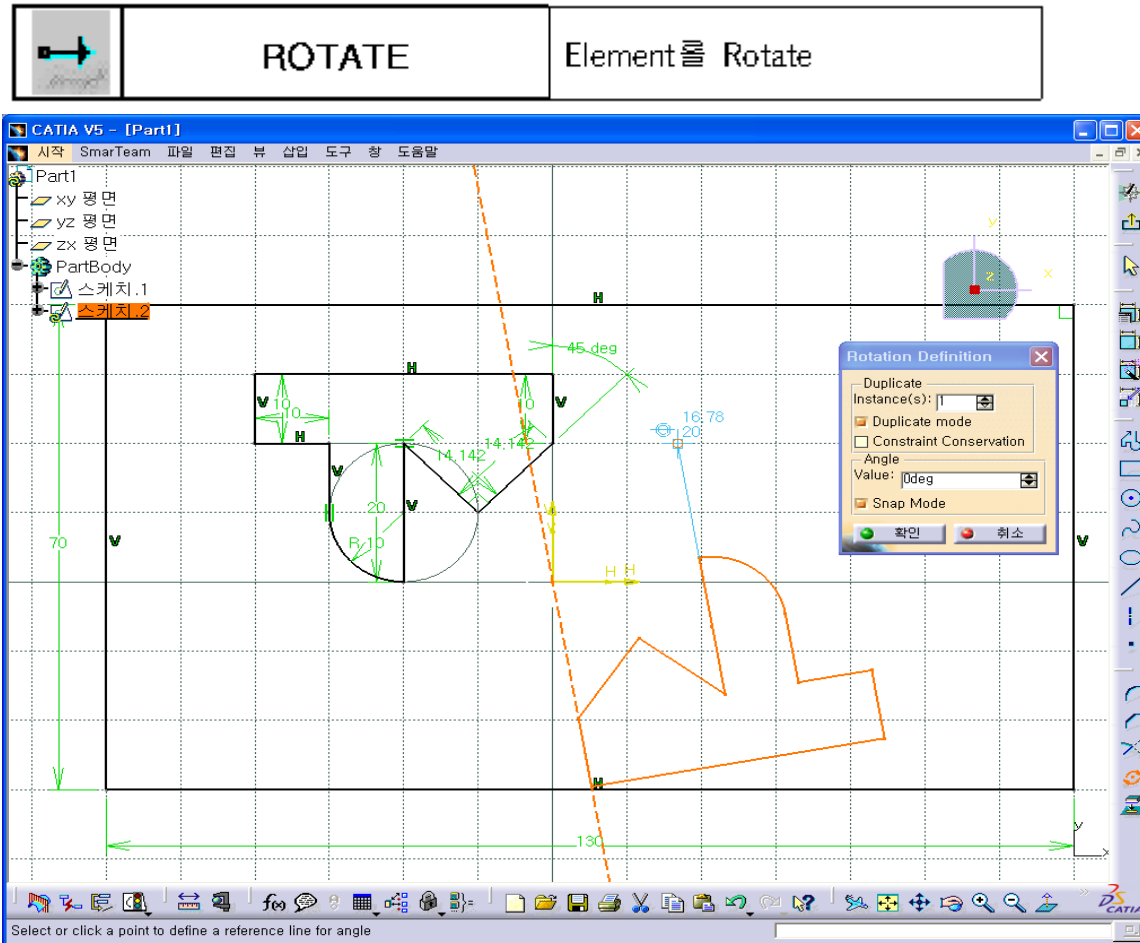 ROTATE
Element를 Rotate
CATIA V5 - [Part1]
시작 SmarTeam 파일 편집 뷰 삽입 도구 창 도움말
Part1
xy 평면
yz 평면
zx 평면
PartBody
스케치.1
스케치.2
y
x
z
H
45 deg
H
V
10
10
10
V
H
16.78
20
14.142
14.142
V
20
V
R 10
V
70
V
V
H H
H
130
y
x
Rotation Definition
Duplicate
Instance(s): 1
Duplicate mode
Constraint Conservation
Angle
Value: 0deg
Snap Mode
확인 취소
f(x)
CATIA
Select or click a point to define a reference line for angle